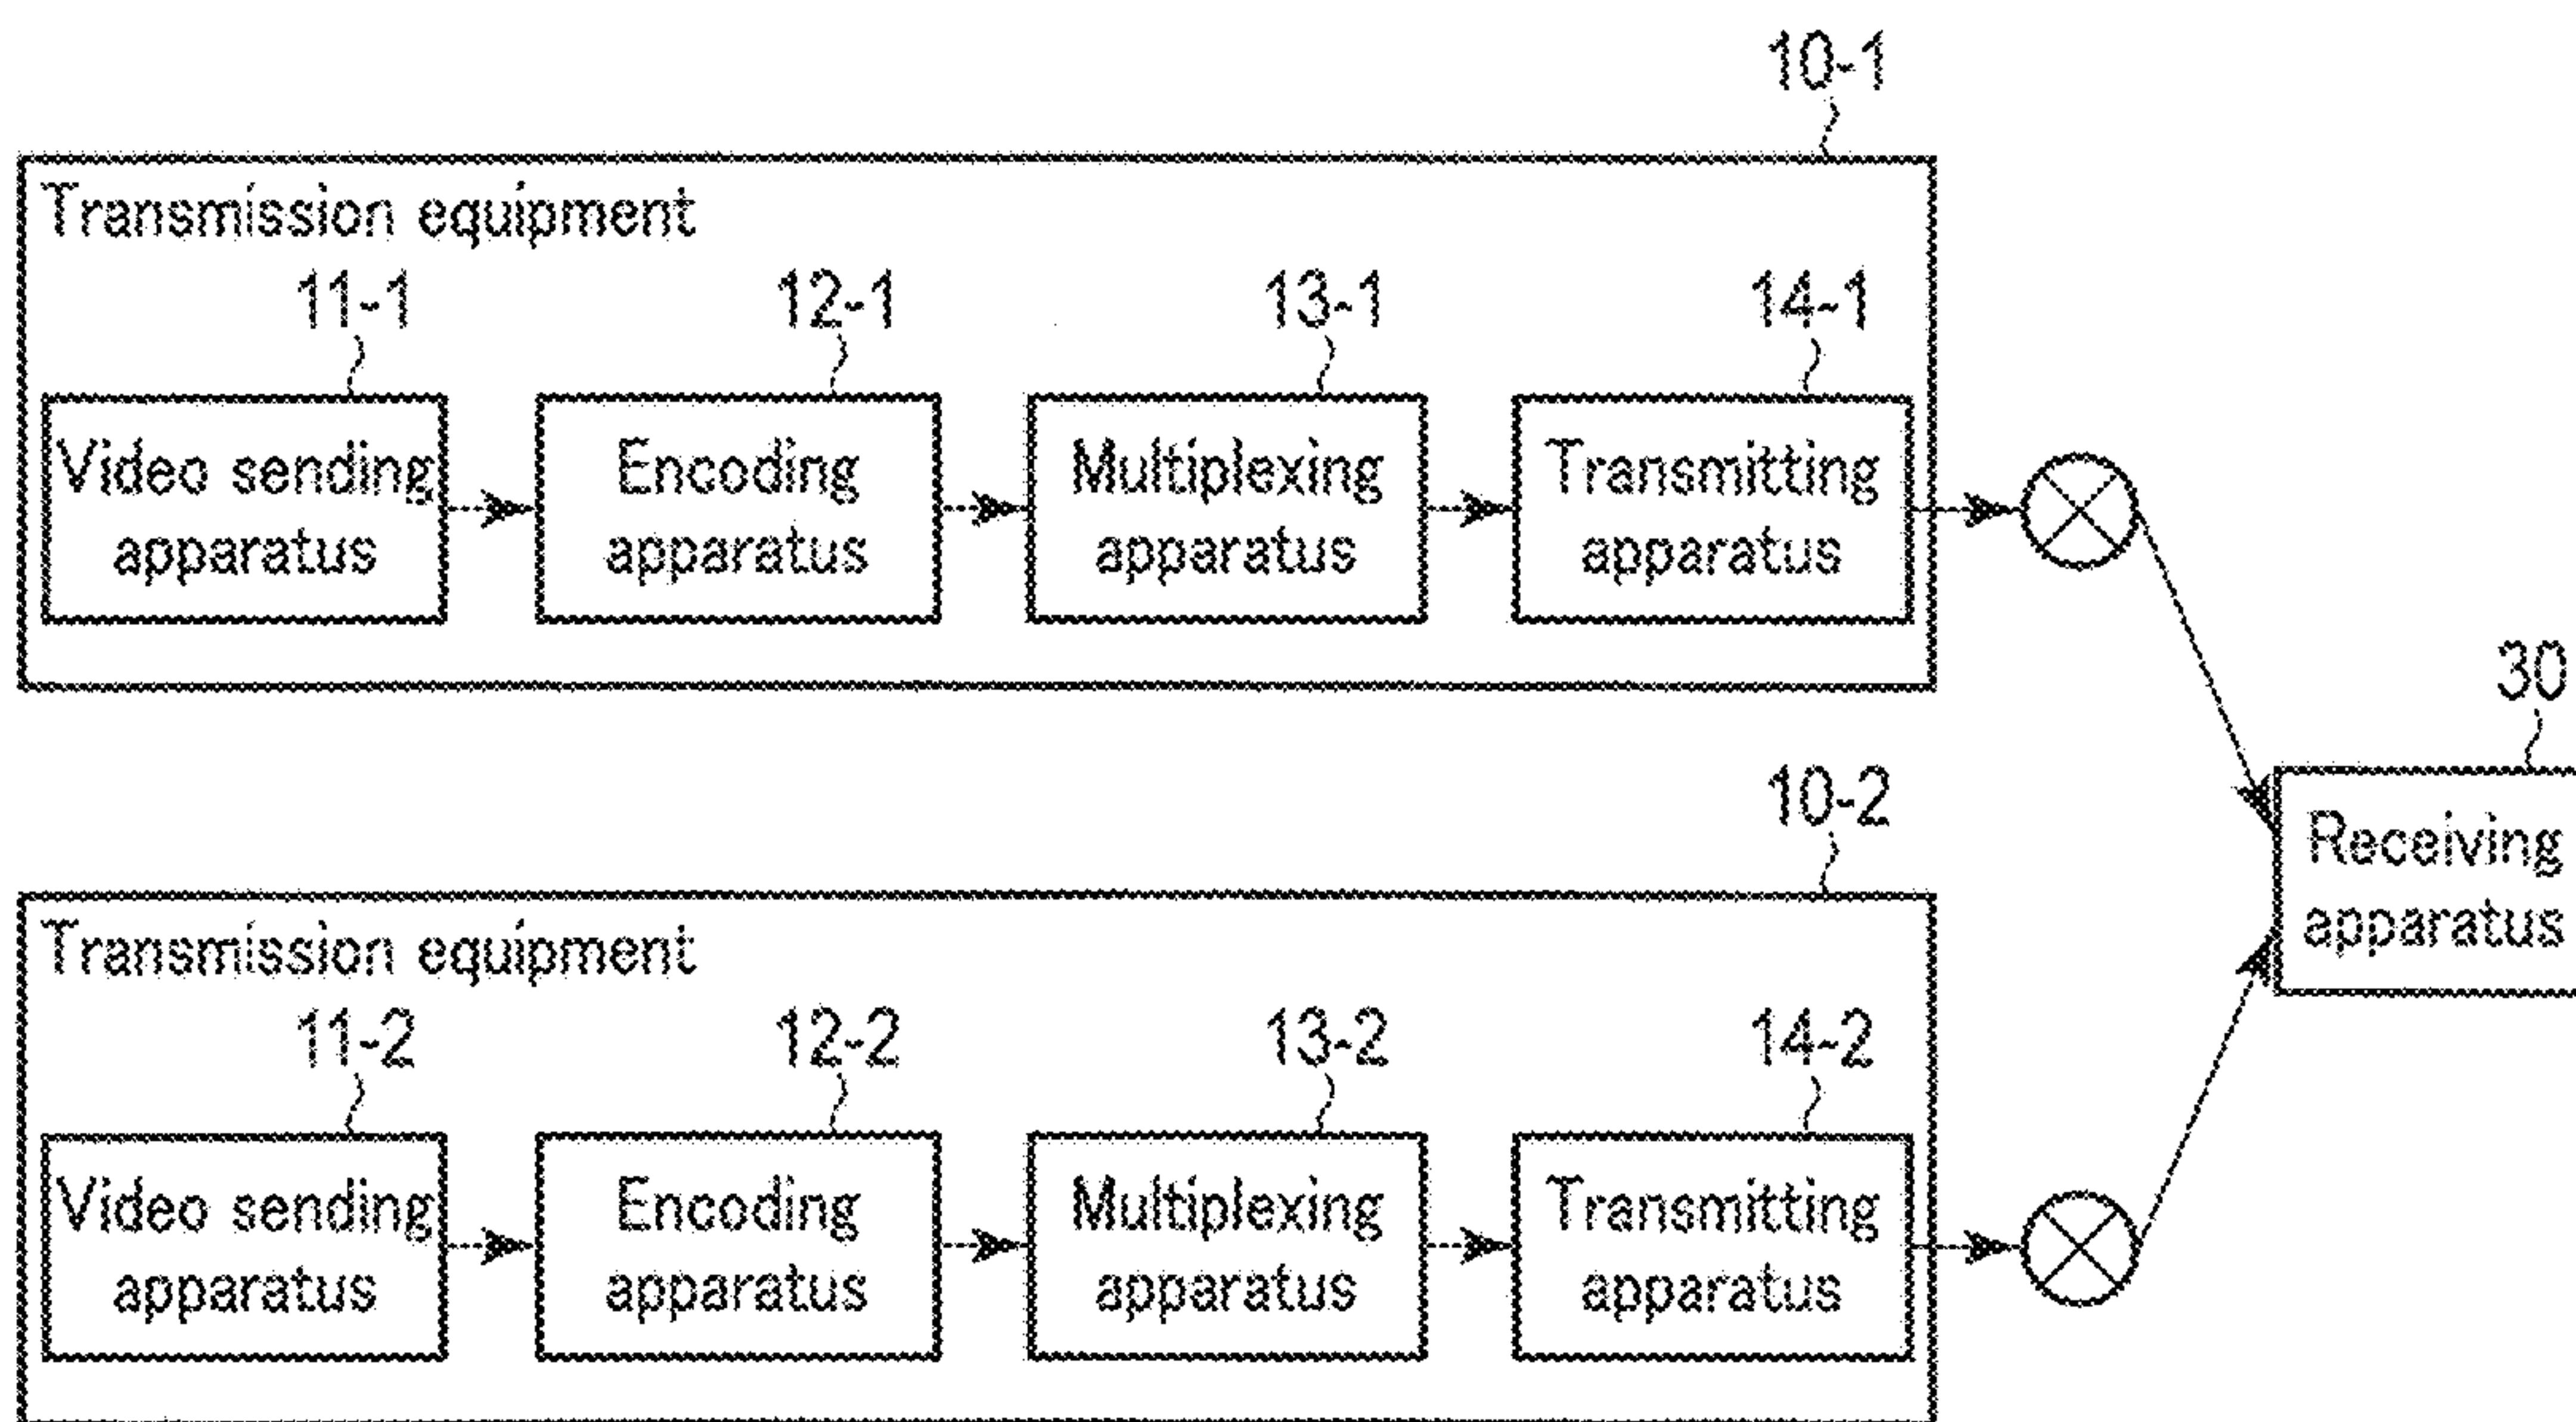 10-1
Transmission equipment
11-1
12-1
13-1
14-1
Video sending
apparatus
Encoding
apparatus
Multiplexing
apparatus
Transmitting
apparatus
30
Receiving
apparatus
10-2
Transmission equipment
11-2
12-2
13-2
14-2
Video sending
apparatus
Encoding
apparatus
Multiplexing
apparatus
Transmitting
apparatus